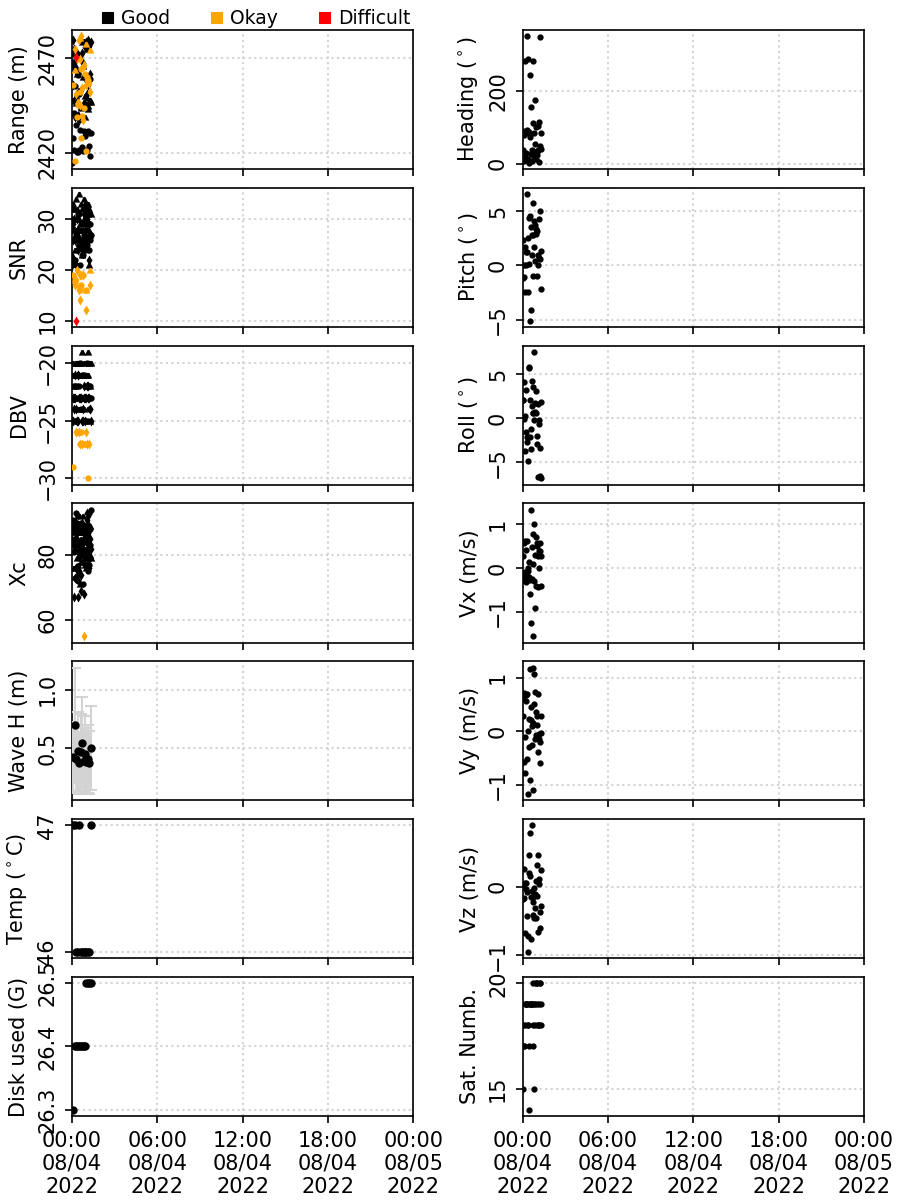 Good Okay Difficult
Range (m)
2470
2420
Heading (°)
200
0
SNR
30
20
10
Pitch (°)
5
0
−5
DBV
−20
−25
−30
Roll (°)
5
0
−5
Xc
80
60
Vx (m/s)
1
0
−1
Wave H (m)
1.0
0.5
Vy (m/s)
1
0
−1
Temp (°C)
47
46
Vz (m/s)
0
−1
Disk used (G)
26.5
26.4
26.3
Sat. Numb.
20
15
00:00 06:00 12:00 18:00 00:00
08/04 08/04 08/04 08/04 08/05
2022 2022 2022 2022 2022
00:00 06:00 12:00 18:00 00:00
08/04 08/04 08/04 08/04 08/05
2022 2022 2022 2022 2022